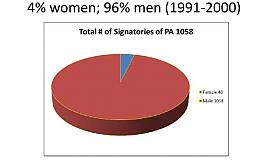 4% women; 96% men (1991-2000)
Total # of Signatories of PA 1058
Female 40
Male 1018